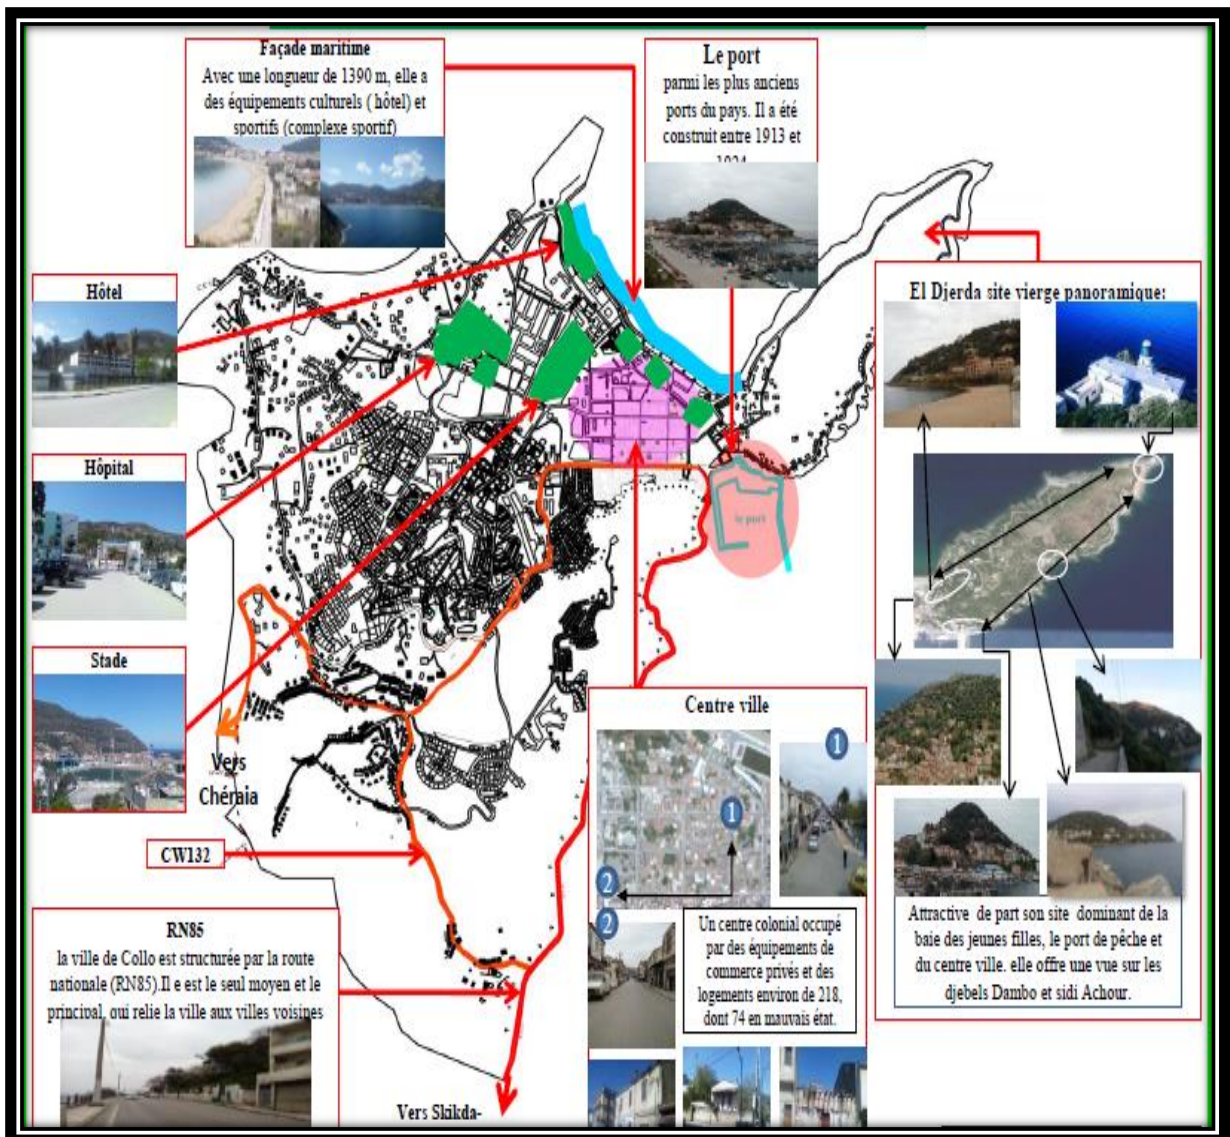 Façade maritime
Avec une longueur de 1390 m, elle a
des équipements culturels ( hôtel) et
sportifs (complexe sportif)
Le port
parmi les plus anciens
ports du pays. Il a été
construit entre 1913 et
Hôtel
Hôpital
Stade
El Djerda site vierge panoramique:
le port
Vers
Chéraia
CW132
RN85
la ville de Collo est structurée par la route
nationale (RN85).Il e est le seul moyen et le
principal, qui relie la ville aux villes voisines
Vers Skikda-
Centre ville
1
1
2
2
Un centre colonial occupé
par des équipements de
commerce privés et des
logements environ de 218,
dont 74 en mauvais état.
Attractive de part son site dominant de la
baie des jeunes filles, le port de pêche et
du centre ville. elle offre une vue sur les
djebels Dambo et sidi Achour.